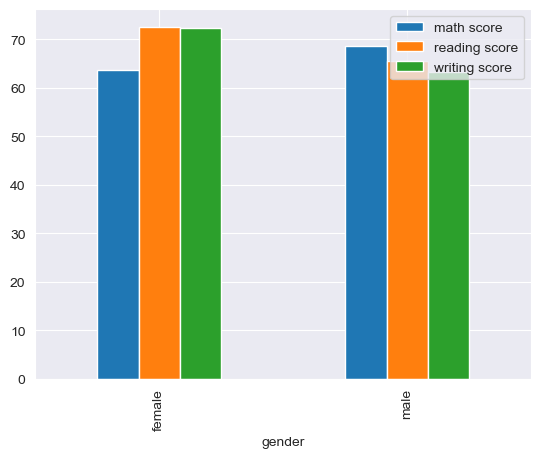 math score
reading score
writing score
70
60
50
40
30
20
10
0
female
male
gender